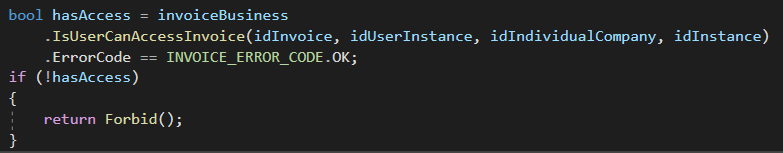 bool hasAccess = invoiceBusiness
    .IsUserCanAccessInvoice(idInvoice, idUserInstance, idIndividualCompany, idInstance)
    .ErrorCode == INVOICE_ERROR_CODE.OK;
if (!hasAccess)
{
    return Forbid();
}